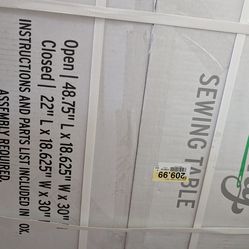 SEWING TABLE
209.99
Open | 48.75" L x 18.625" W x 30"
Closed | 22" L x 18.625" W x 30"
INSTRUCTIONS AND PARTS LIST INCLUDED IN OX.
ASSEMBLY REQUIRED.